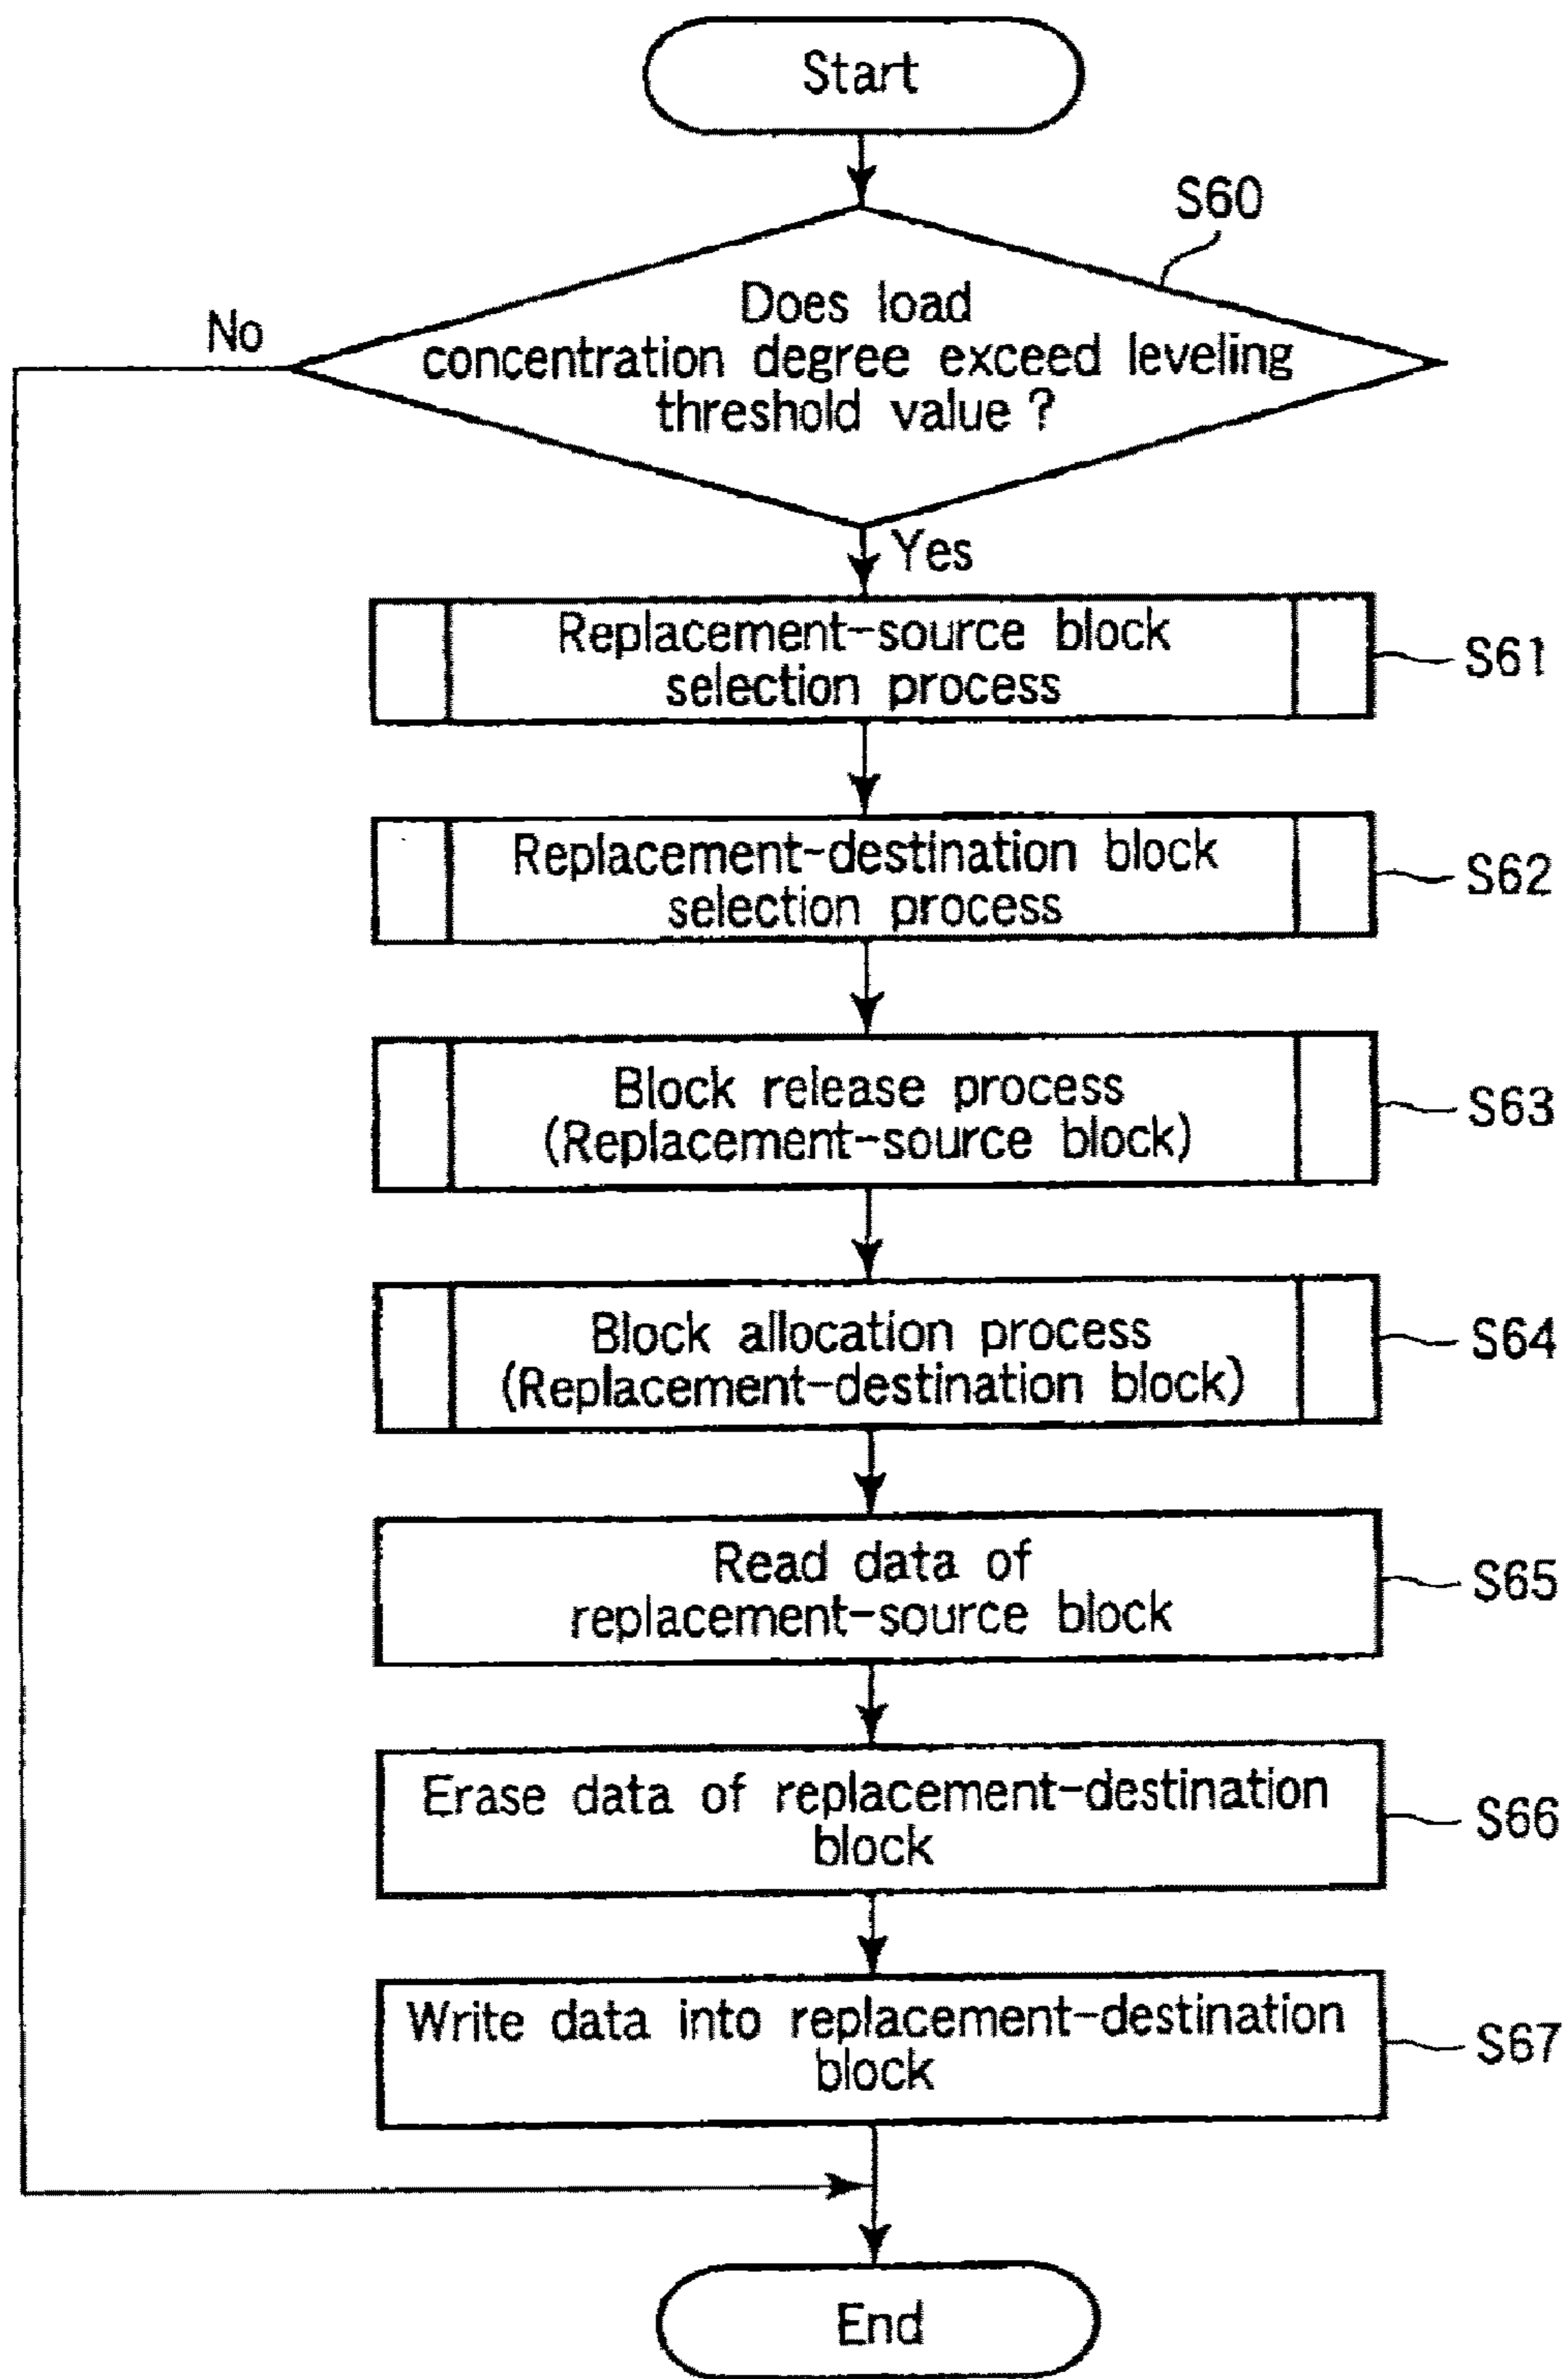 Start
S60
Does load
No
concentration degree exceed leveling
threshold value ?
Yes
Replacement-source block
selection process
S61
Replacement-destination block
selection process
S62
Block release process
(Replacement-source block)
S63
Block allocation process
(Replacement-destination block)
S64
Read data of
replacement-source block
S65
Erase data of replacement-destination
block
S66
Write data into replacement-destination
block
S67
End